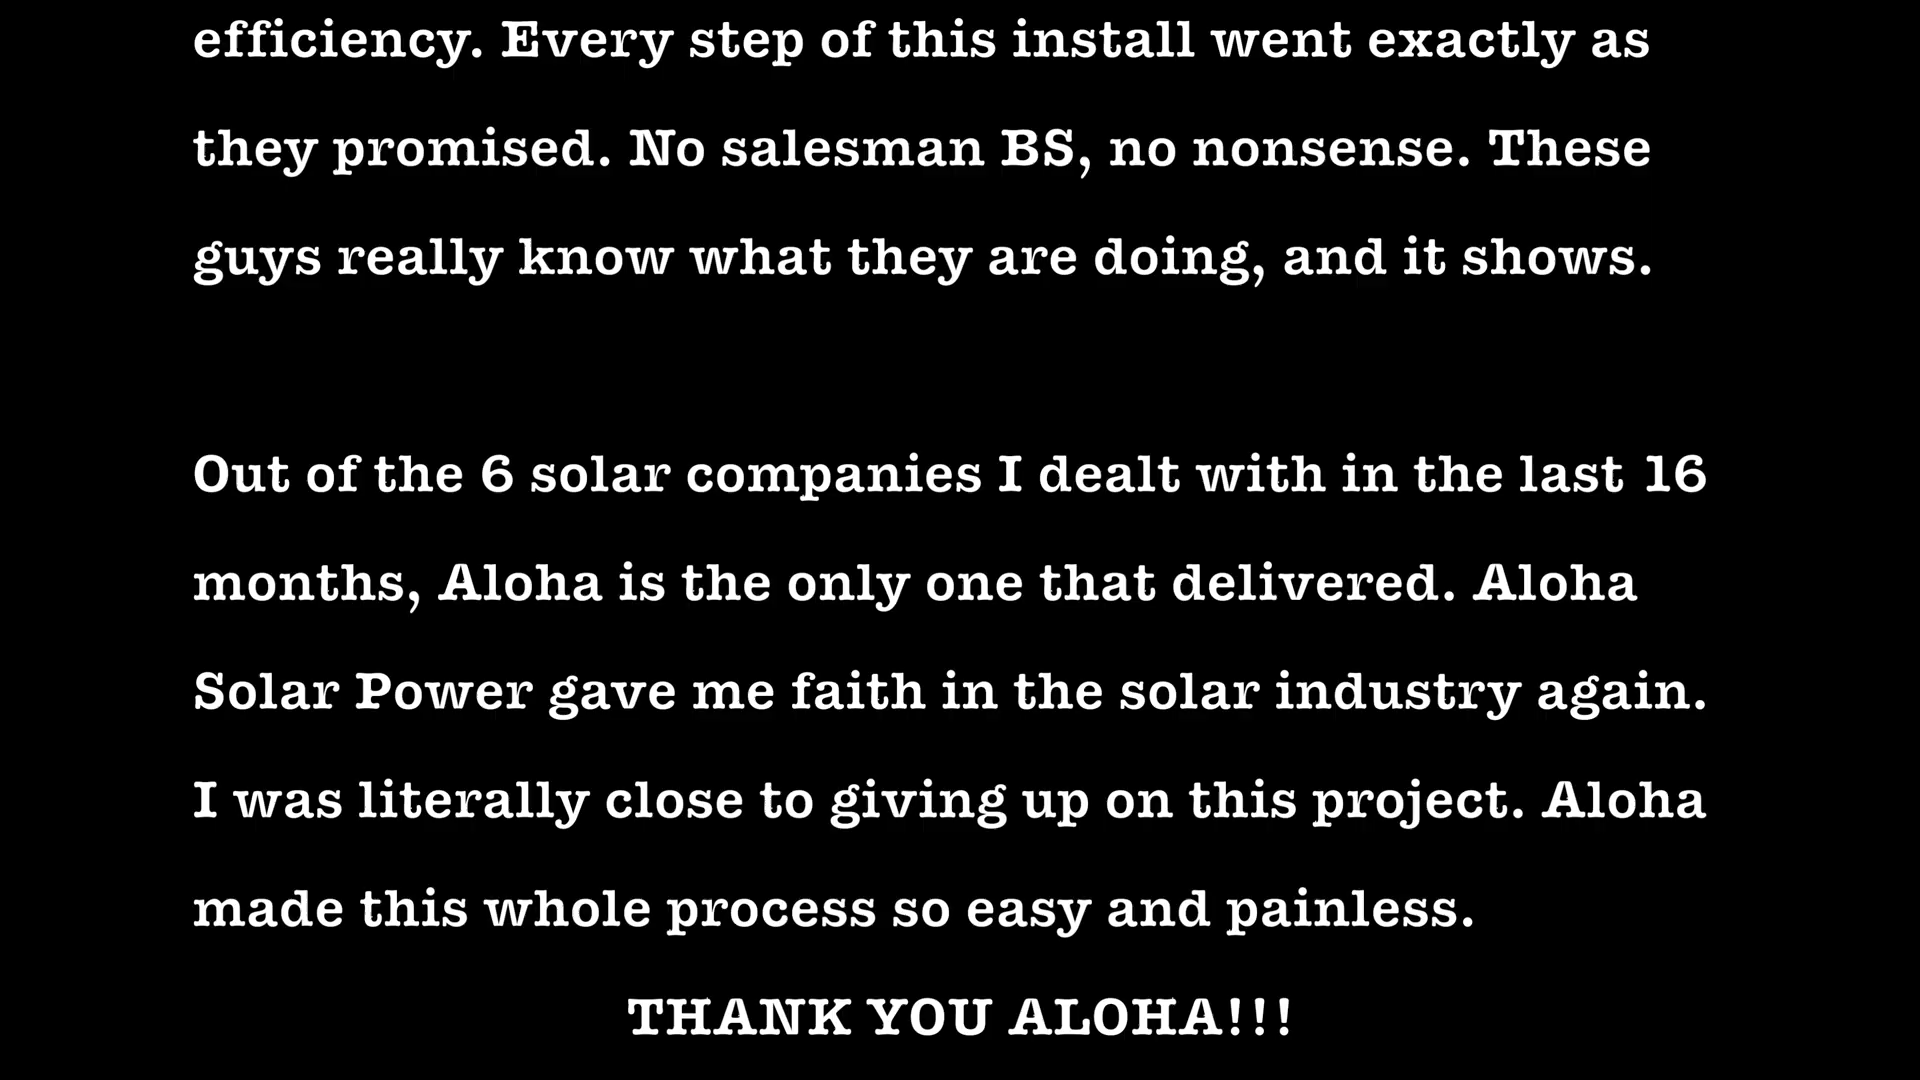 efficiency. Every step of this install went exactly as
they promised. No salesman BS, no nonsense. These
guys really know what they are doing, and it shows.
Out of the 6 solar companies I dealt with in the last 16
months, Aloha is the only one that delivered. Aloha
Solar Power gave me faith in the solar industry again.
I was literally close to giving up on this project. Aloha
made this whole process so easy and painless.
THANK YOU ALOHA!!!